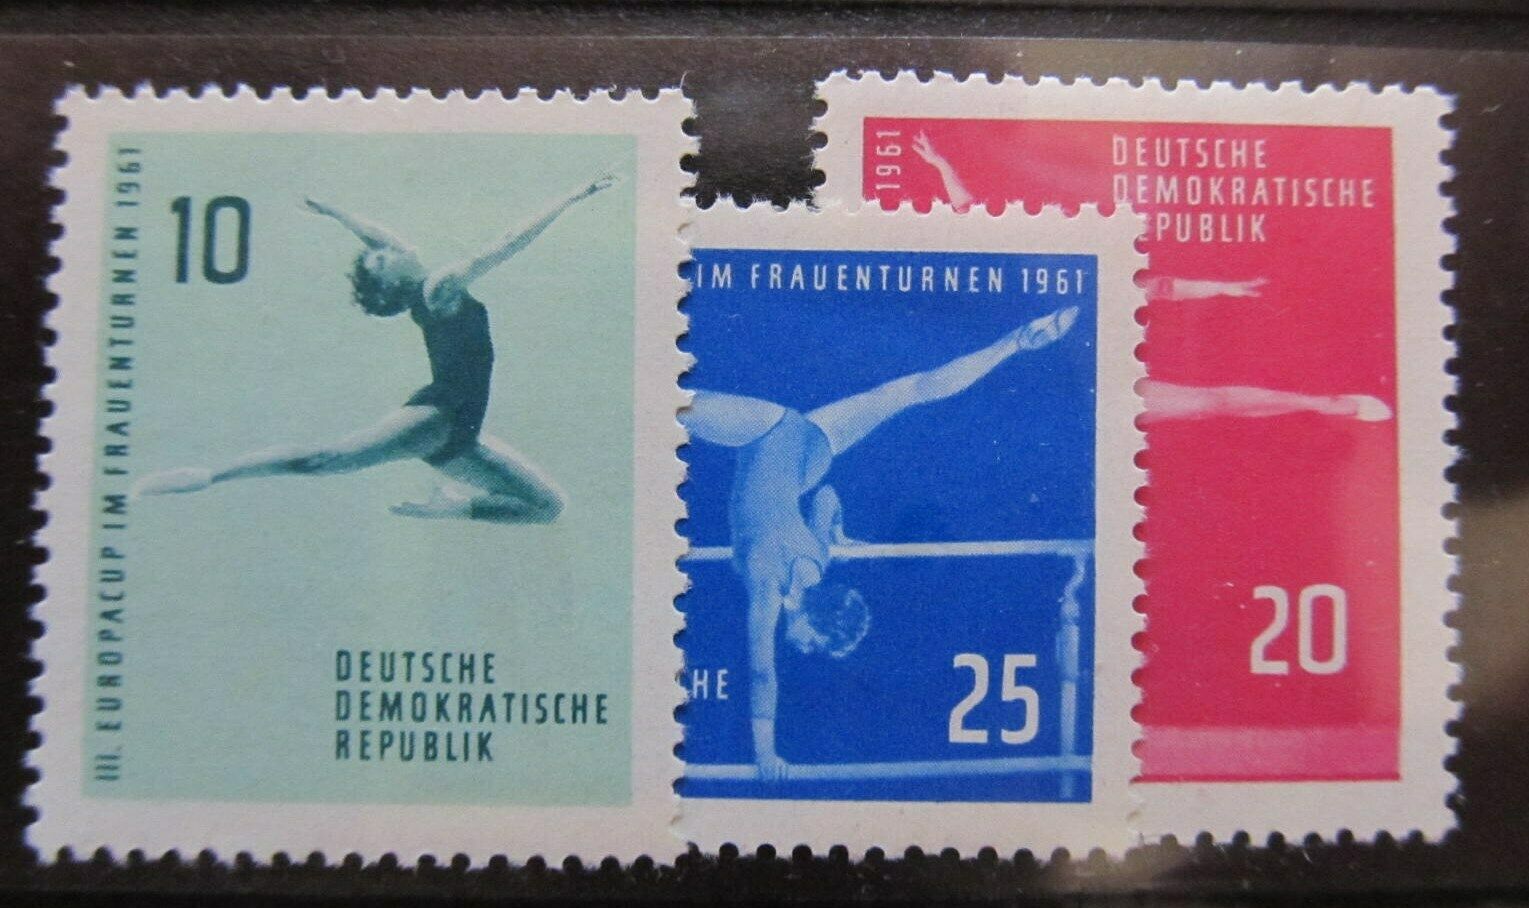 III. EUROPACUP IM FRAUENTURNEN 1961
10
DEUTSCHE
DEMOKRATISCHE
REPUBLIK
IM FRAUENTURNEN 1961
HE
25
1961
DEUTSCHE
DEMOKRATISCHE
EPUBLIK
20